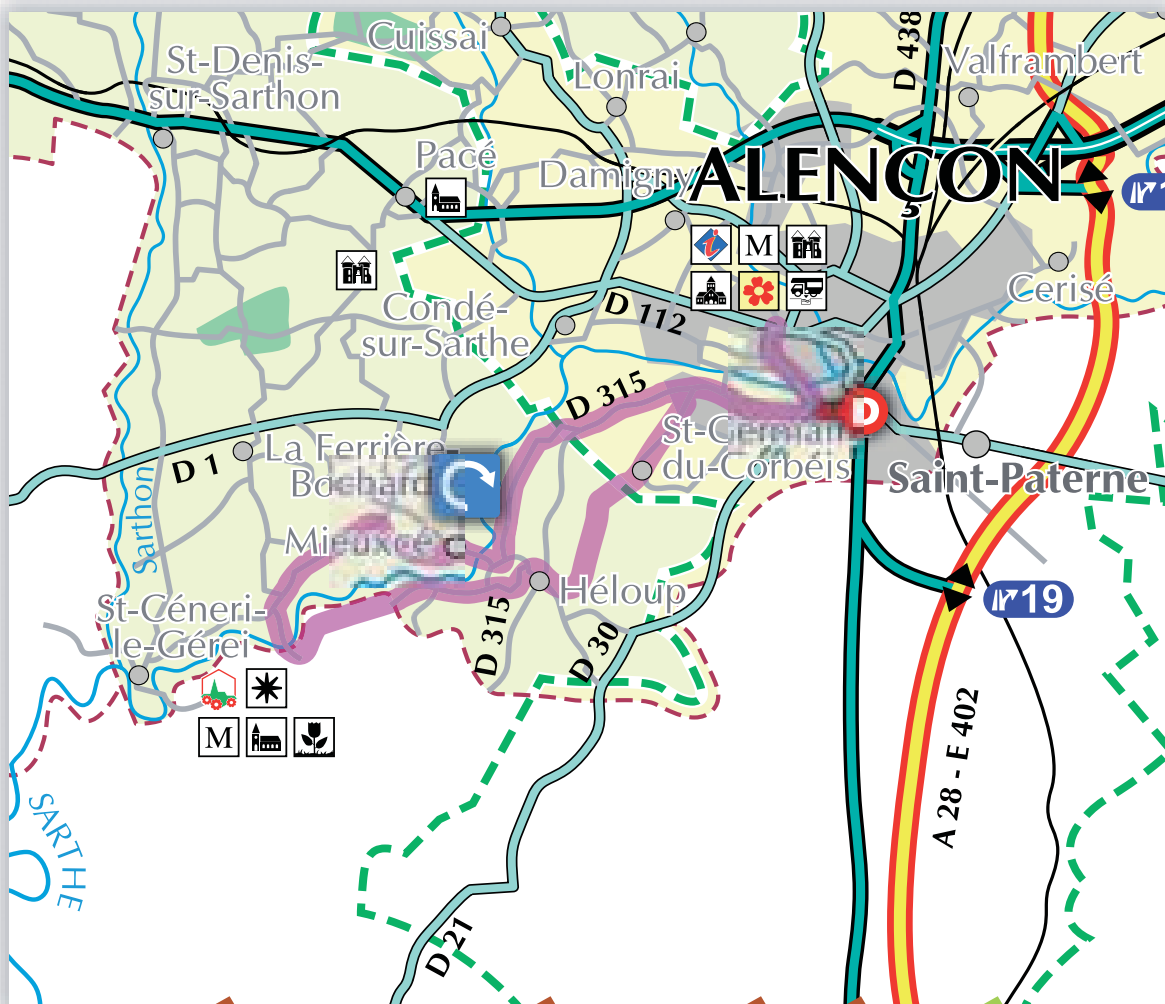 Cuissai
D 438
St-Denis-
sur-Sarthon
Lonrai
Valframbert
Pacé
Damigny
ALENÇON
M
Cerisé
Condé-
sur-Sarthe
D 112
D 315
D
La Ferrière-
Bochard
D 1
St-Germain
du-Corbéis
Saint-Paterne
Sarthon
Mieuxcé
Héloup
19
St-Céneri-
le-Gérei
D 315
D 30
M
A 28 - E 402
SARTHE
D 21